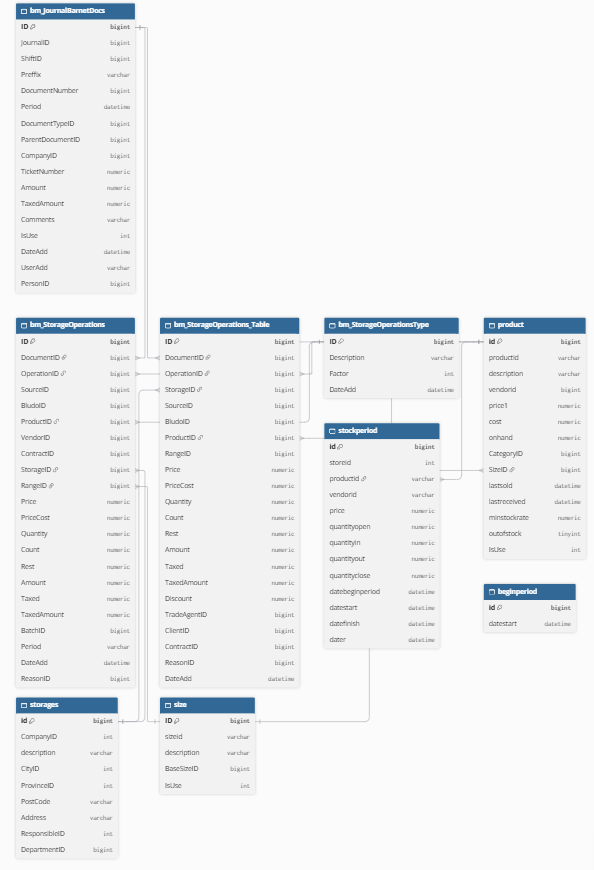 bm_JournalBarnetDocs
ID bigint
JournalID bigint
ShiftID bigint
Preffix varchar
DocumentNumber bigint
Period datetime
DocumentTypeID bigint
ParentDocumentID bigint
CompanyID bigint
TicketNumber numeric
Amount numeric
TaxedAmount numeric
Comments varchar
IsUse int
DateAdd datetime
UserAdd varchar
PersonID bigint
bm_StorageOperations
ID bigint
DocumentID bigint
OperationID bigint
SourceID bigint
BludoID bigint
ProductID bigint
VendorID bigint
ContractID bigint
StorageID bigint
RangeID bigint
Price numeric
PriceCost numeric
Quantity numeric
Count numeric
Rest numeric
Amount numeric
Taxed numeric
TaxedAmount numeric
BatchID bigint
Period varchar
DateAdd datetime
ReasonID bigint
bm_StorageOperations_Table
ID bigint
DocumentID bigint
OperationID bigint
StorageID bigint
SourceID bigint
BludoID bigint
ProductID bigint
RangeID bigint
Price numeric
PriceCost numeric
Quantity numeric
Count numeric
Rest numeric
Amount numeric
Taxed numeric
TaxedAmount numeric
Discount numeric
TradeAgentID bigint
ClientID bigint
ContractID bigint
ReasonID bigint
DateAdd datetime
bm_StorageOperationsType
ID bigint
Description varchar
Factor int
DateAdd datetime
stockperiod
id bigint
storeid int
productid varchar
vendorid varchar
price numeric
quantityopen numeric
quantityin numeric
quantityout numeric
quantityclose numeric
datebeginperiod datetime
datestart datetime
datefinish datetime
dater datetime
product
id bigint
productid varchar
description varchar
vendorid bigint
price1 numeric
cost numeric
onhand numeric
CategoryID bigint
SizeID bigint
lastsold datetime
lastreceived datetime
minstockrate numeric
outofstock tinyint
IsUse int
beginperiod
id bigint
datestart datetime
storages
id bigint
CompanyID int
description varchar
CityID int
ProvinceID int
PostCode varchar
Address varchar
ResponsibleID int
DepartmentID bigint
size
ID bigint
sizeid varchar
description varchar
BaseSizeID bigint
IsUse int